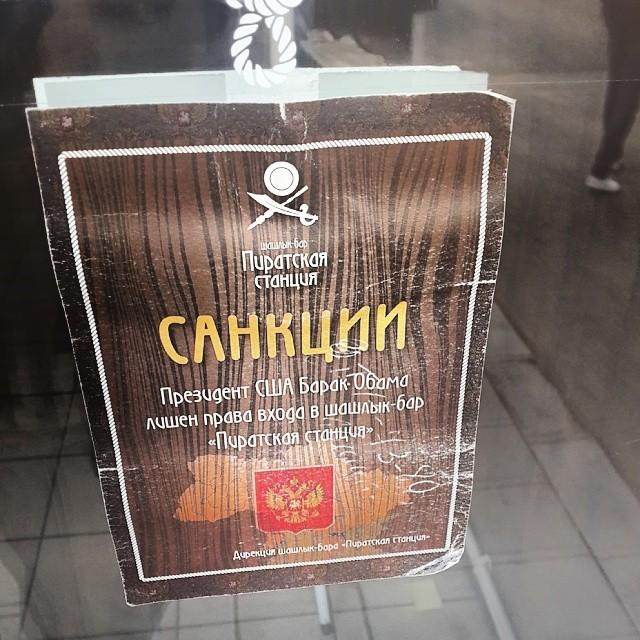 шашлык-бар
Пиратская
станция
САНКЦИИ
Президент США Барак Обама
лишен права входа в шашлык-бар
«Пиратская станция»
Дирекция шашлык-бара «Пиратская станция»